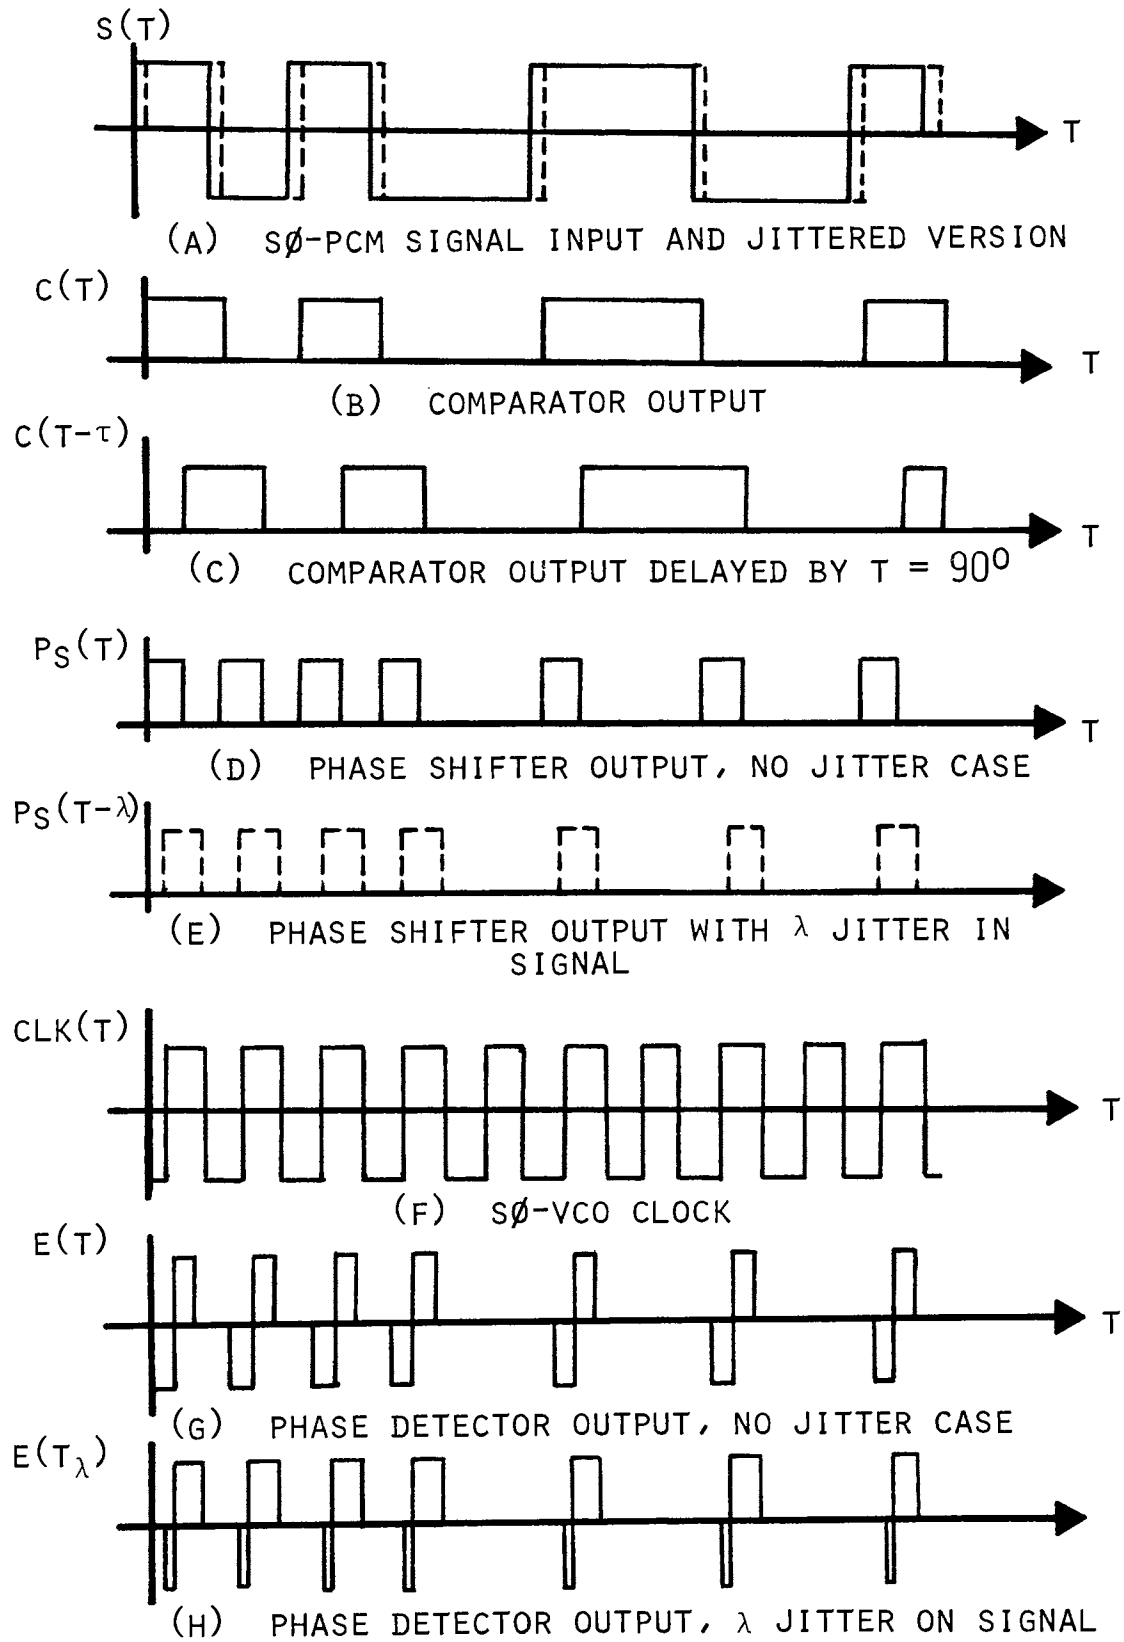 S(T)
T
(A) SØ-PCM SIGNAL INPUT AND JITTERED VERSION
C(T)
T
(B) COMPARATOR OUTPUT
C(T-τ)
T
(C) COMPARATOR OUTPUT DELAYED BY T = 90º
PS(T)
T
(D) PHASE SHIFTER OUTPUT, NO JITTER CASE
PS(T-λ)
(E) PHASE SHIFTER OUTPUT WITH λ JITTER IN
SIGNAL
CLK(T)
T
(F) SØ-VCO CLOCK
E(T)
T
(G) PHASE DETECTOR OUTPUT, NO JITTER CASE
E(Tλ)
(H) PHASE DETECTOR OUTPUT, λ JITTER ON SIGNAL